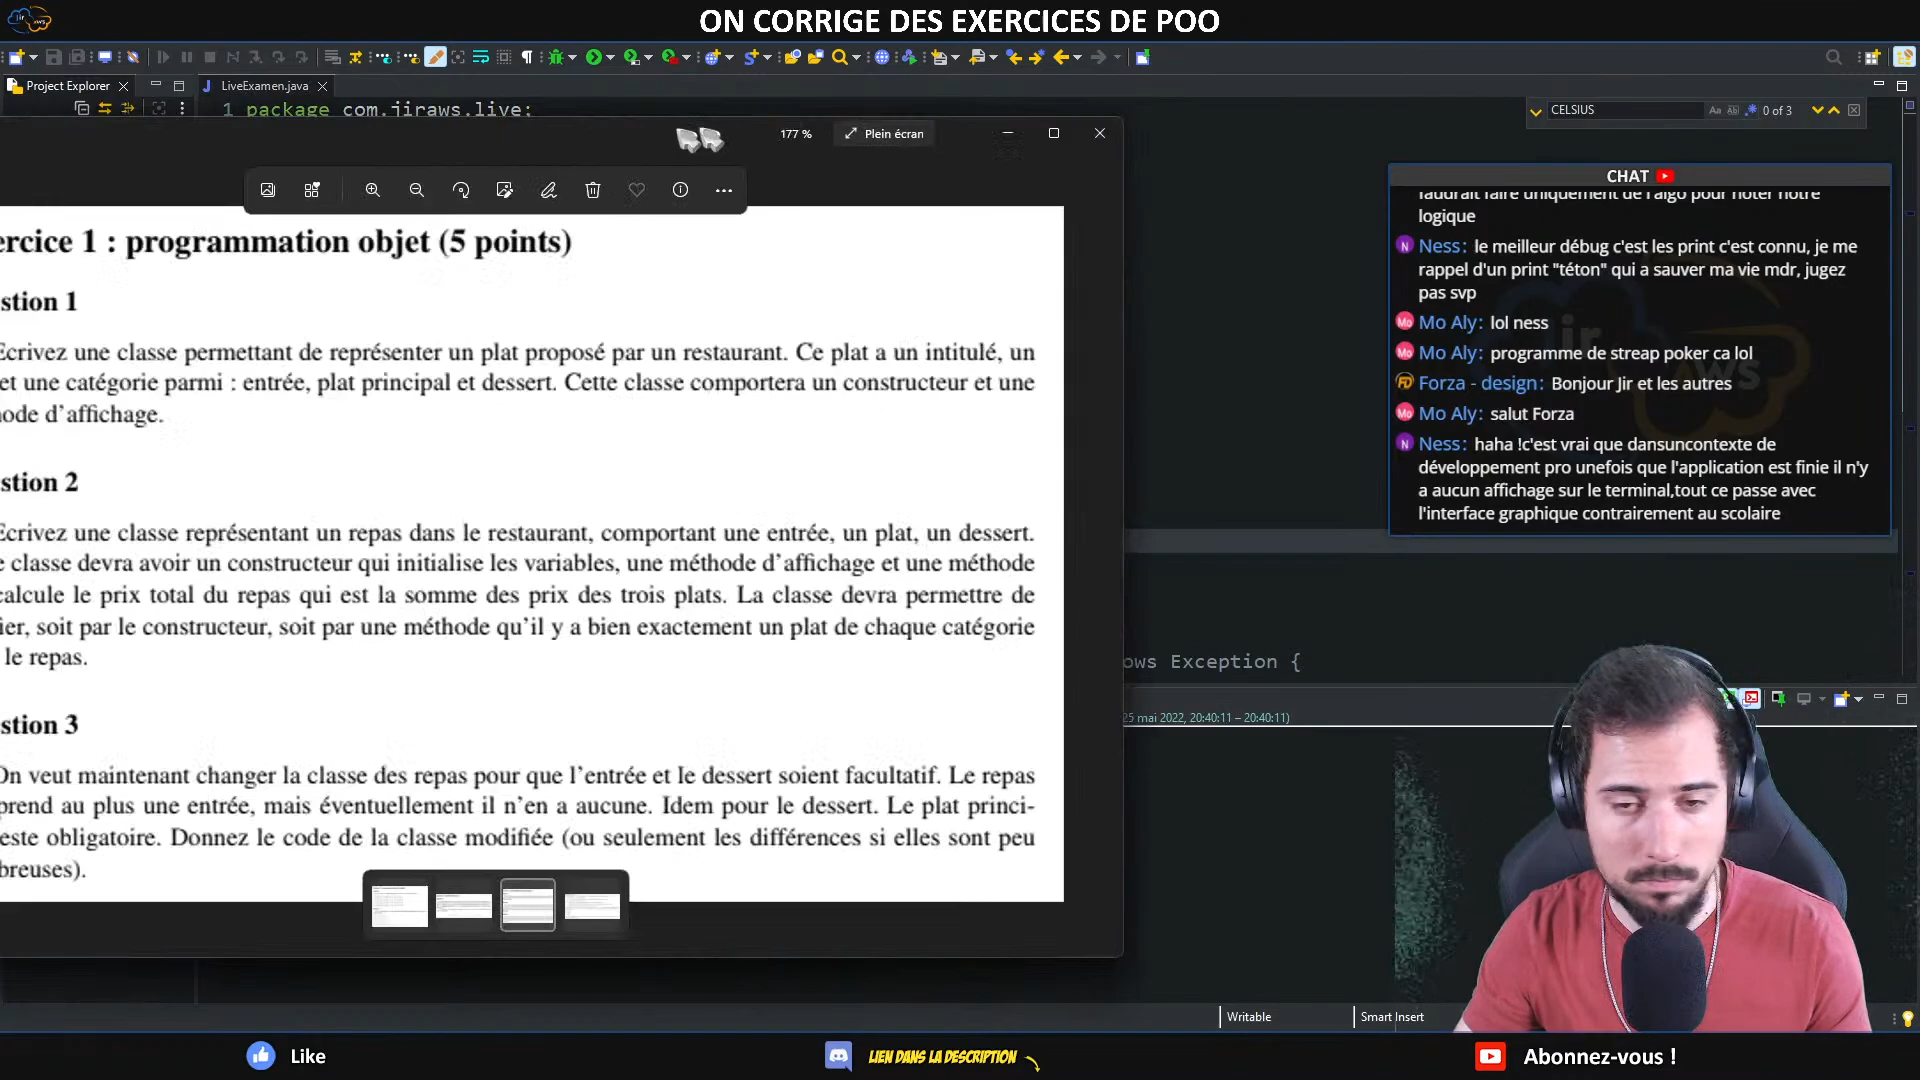 ON CORRIGE DES EXERCICES DE POO
Project Explorer
LiveExamen.java
1 package com.jiraws.live;
CELSIUS
0 of 3
177 %
Plein écran
ercice 1 : programmation objet (5 points)
stion 1
Ecrivez une classe permettant de représenter un plat proposé par un restaurant. Ce plat a un intitulé, un
et une catégorie parmi : entrée, plat principal et dessert. Cette classe comportera un constructeur et une
ode d'affichage.
stion 2
Ecrivez une classe représentant un repas dans le restaurant, comportant une entrée, un plat, un dessert.
e classe devra avoir un constructeur qui initialise les variables, une méthode d'affichage et une méthode
calcule le prix total du repas qui est la somme des prix des trois plats. La classe devra permettre de
ier, soit par le constructeur, soit par une méthode qu'il y a bien exactement un plat de chaque catégorie
le repas.
stion 3
On veut maintenant changer la classe des repas pour que l'entrée et le dessert soient facultatif. Le repas
prend au plus une entrée, mais éventuellement il n'en a aucune. Idem pour le dessert. Le plat princi-
este obligatoire. Donnez le code de la classe modifiée (ou seulement les différences si elles sont peu
breuses).
CHAT
faudrait faire uniquement de l'algo pour noter notre
logique
Ness: le meilleur débug c'est les print c'est connu, je me
rappel d'un print "téton" qui a sauver ma vie mdr, jugez
pas svp
Mo Aly: lol ness
Mo Aly: programme de streap poker ca lol
Forza - design: Bonjour Jir et les autres
Mo Aly: salut Forza
Ness: haha !c'est vrai que dansuncontexte de
développement pro unefois que l'application est finie il n'y
a aucun affichage sur le terminal,tout ce passe avec
l'interface graphique contrairement au scolaire
ows Exception {
25 mai 2022, 20:40:11 – 20:40:11)
Writable
Smart Insert
Like
LIEN DANS LA DESCRIPTION
Abonnez-vous !